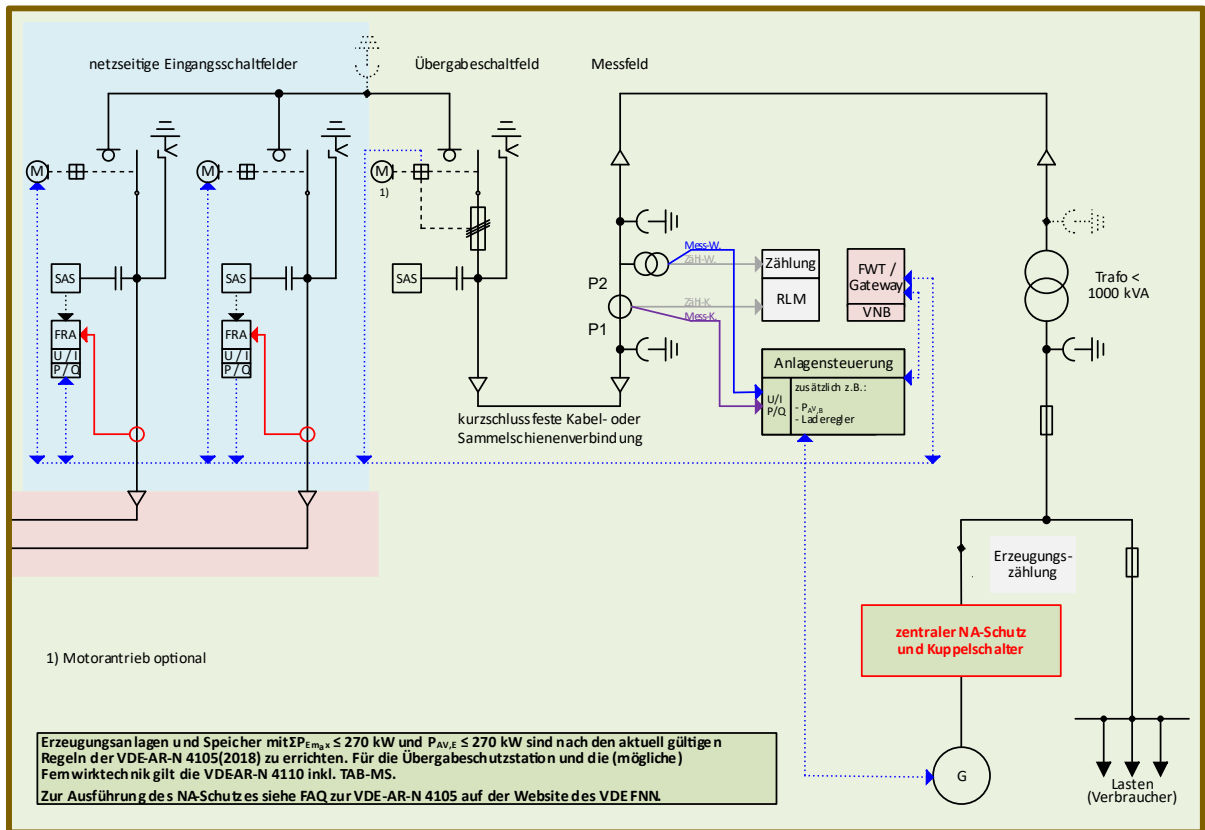 netzseitige Eingangsschaltfelder
Übergabeschaltfeld
Messfeld
M
M
M
1)
SAS
SAS
SAS
FRA
U / I
P / Q
FRA
U / I
P / Q
P2
P1
Mess-W.
Zähl-W.
Zähl-K.
Mess-K.
Zählung
RLM
FWT /
Gateway
VNB
Trafo <
1000 kVA
Anlagensteuerung
U/I
P/Q
zusätzlich z.B.:
- PAV,B
- Laderegler
kurzschlussfeste Kabel- oder
Sammelschienenverbindung
Erzeugungs-
zählung
zentraler NA-Schutz
und Kuppelschalter
1) Motorantrieb optional
G
Lasten
(Verbraucher)
Erzeugungsanlagen und Speicher mit ΣPEmax ≤ 270 kW und PAV,E ≤ 270 kW sind nach den aktuell gültigen
Regeln der VDE-AR-N 4105(2018) zu errichten. Für die Übergabeschutzstation und die (mögliche)
Fernwirktechnik gilt die VDE-AR-N 4110 inkl. TAB-MS.
Zur Ausführung des NA-Schutzes siehe FAQ zur VDE-AR-N 4105 auf der Website des VDE FNN.